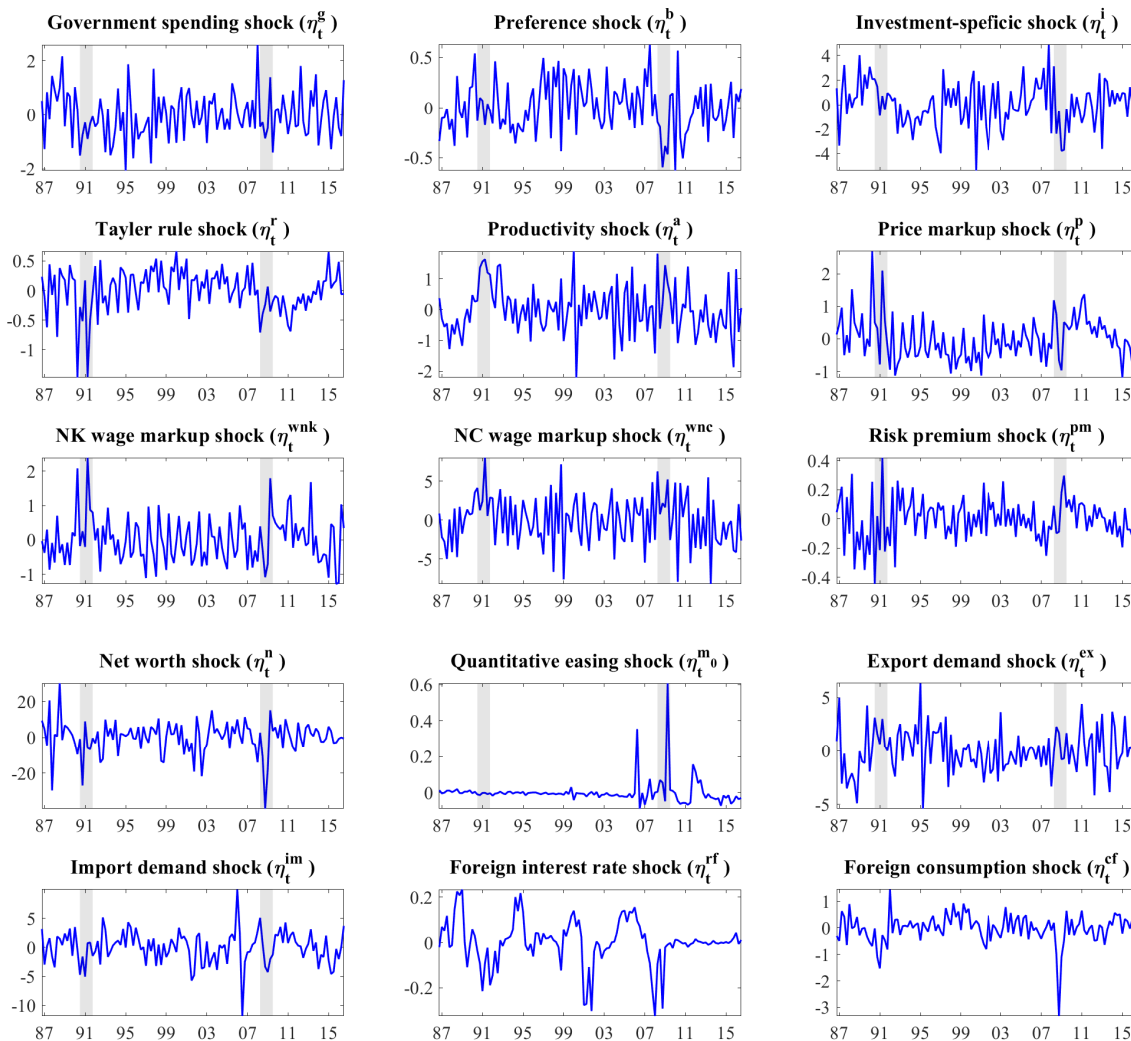 Government spending shock (η_t^g) Preference shock (η_t^b) Investment-speficic shock (η_t^i)
2 0 -2
0.5 0 -0.5
4 2 0 -2 -4
87 91 95 99 03 07 11 15
87 91 95 99 03 07 11 15
87 91 95 99 03 07 11 15
Tayler rule shock (η_t^r) Productivity shock (η_t^a) Price markup shock (η_t^p)
0.5 0 -0.5 -1
1 0 -1 -2
2 1 0 -1
87 91 95 99 03 07 11 15
87 91 95 99 03 07 11 15
87 91 95 99 03 07 11 15
NK wage markup shock (η_t^wnk) NC wage markup shock (η_t^wnc) Risk premium shock (η_t^pm)
2 1 0 -1
5 0 -5
0.4 0.2 0 -0.2 -0.4
87 91 95 99 03 07 11 15
87 91 95 99 03 07 11 15
87 91 95 99 03 07 11 15
Net worth shock (η_t^n) Quantitative easing shock (η_t^m0) Export demand shock (η_t^ex)
20 0 -20
0.6 0.4 0.2 0
5 0 -5
87 91 95 99 03 07 11 15
87 91 95 99 03 07 11 15
87 91 95 99 03 07 11 15
Import demand shock (η_t^im) Foreign interest rate shock (η_t^rf) Foreign consumption shock (η_t^cf)
5 0 -5 -10
0.2 0 -0.2
1 0 -1 -2 -3
87 91 95 99 03 07 11 15
87 91 95 99 03 07 11 15
87 91 95 99 03 07 11 15